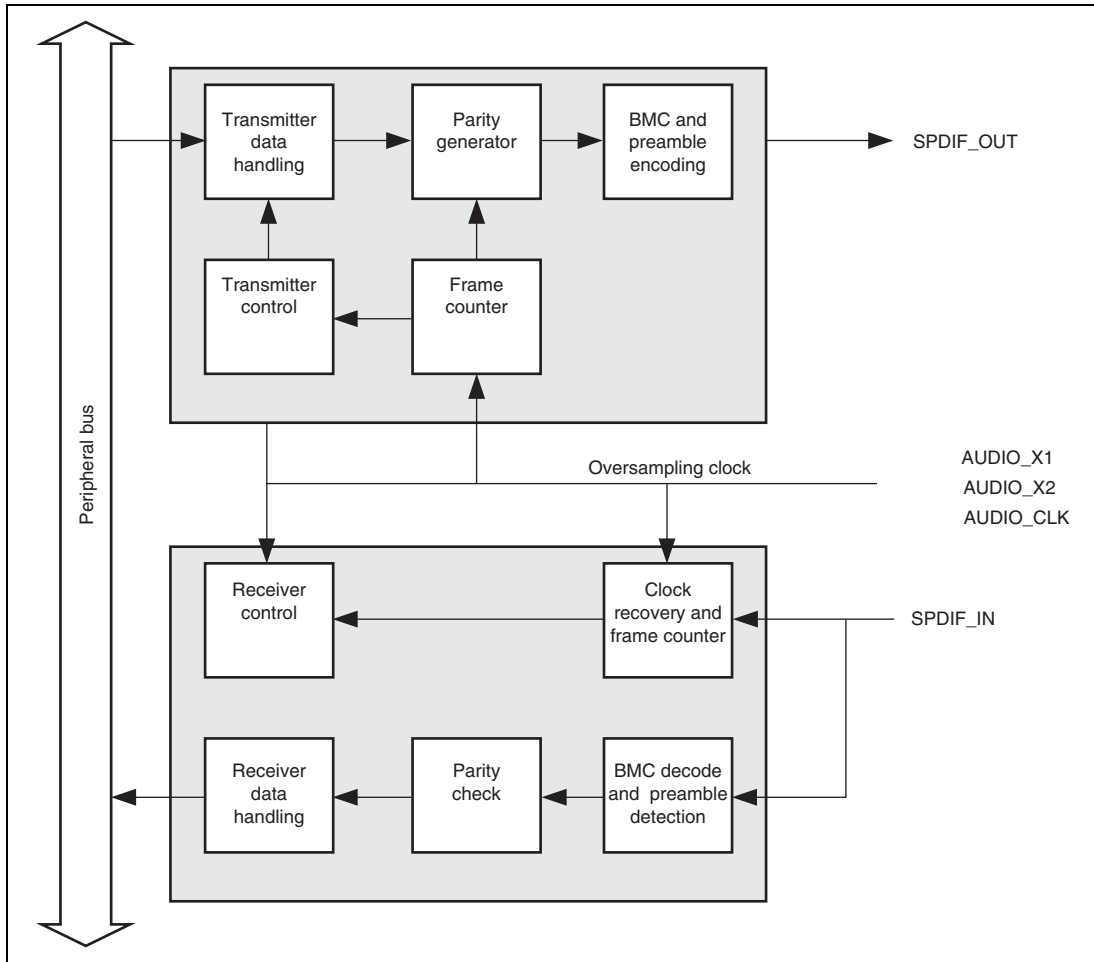 Transmitter
data
handling
Parity
generator
BMC and
preamble
encoding
SPDIF_OUT
Transmitter
control
Frame
counter
Peripheral bus
Oversampling clock
AUDIO_X1
AUDIO_X2
AUDIO_CLK
Receiver
control
Clock
recovery and
frame counter
SPDIF_IN
Receiver
data
handling
Parity
check
BMC decode
and preamble
detection